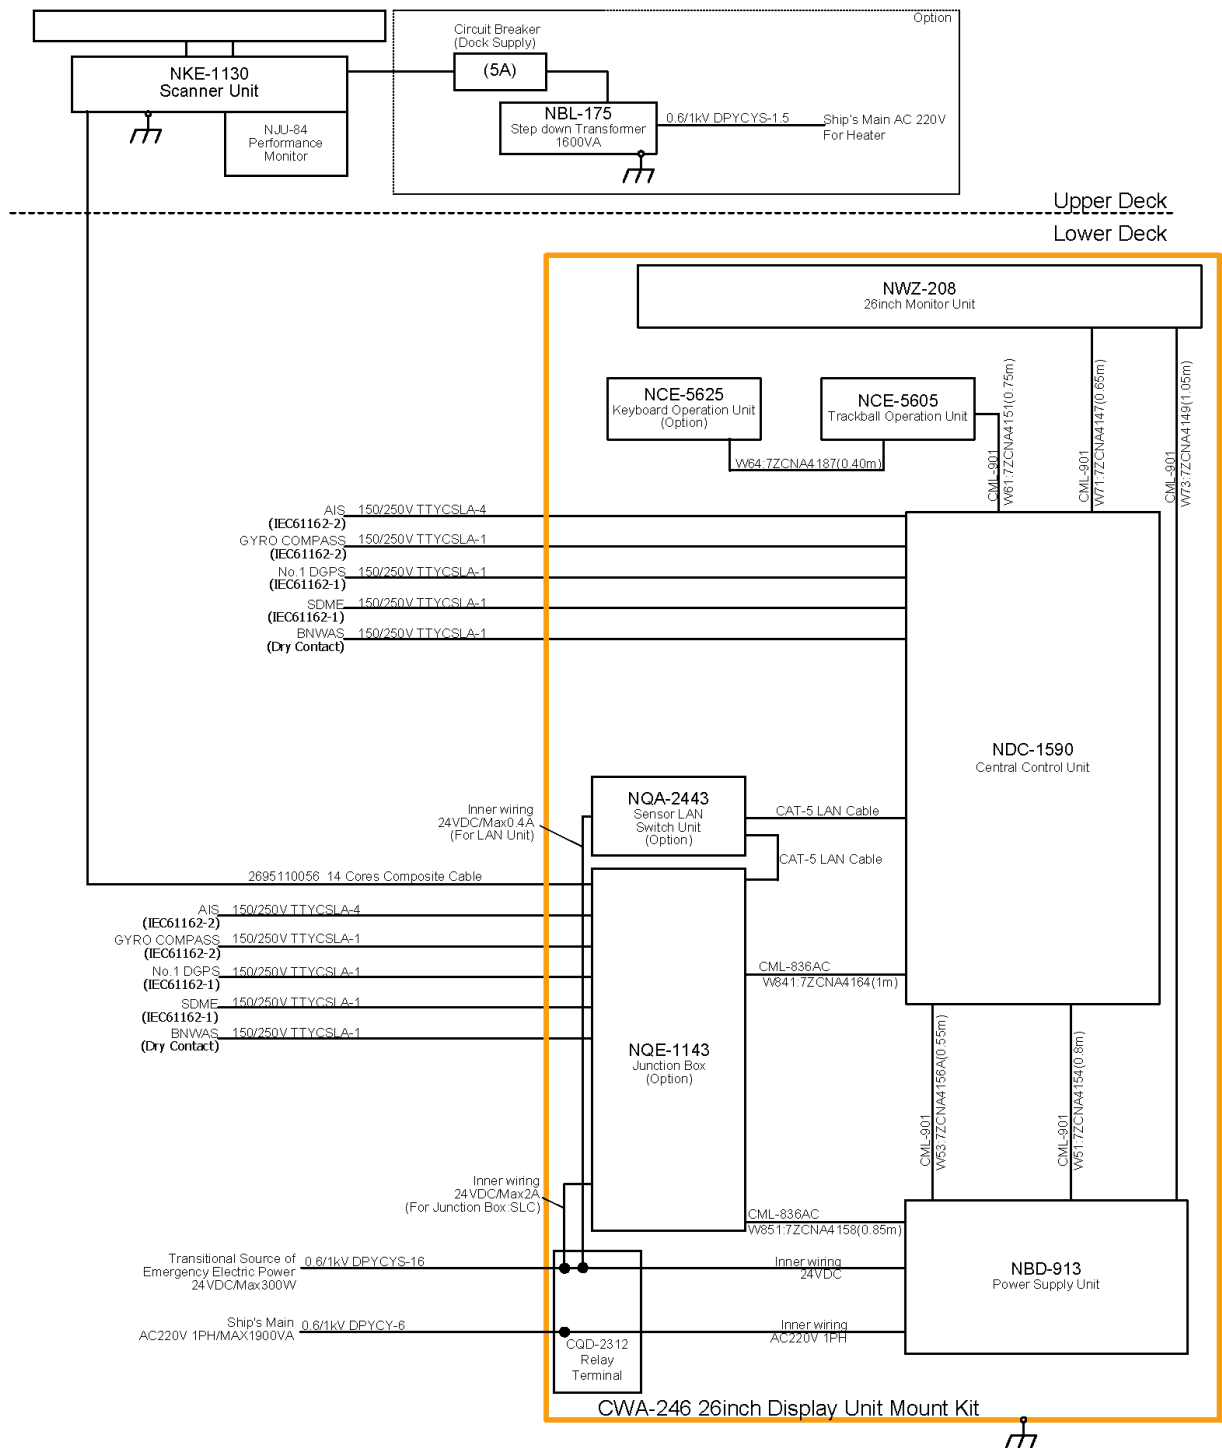 Option
Circuit Breaker
(Dock Supply)
(5A)
NKE-1130
Scanner Unit
NJU-84
Performance
Monitor
NBL-175
Step down Transformer
1600VA
0.6/1kV DPYCYS-1.5
Ship's Main AC 220V
For Heater
Upper Deck
Lower Deck
NWZ-208
26inch Monitor Unit
NCE-5625
Keyboard Operation Unit
(Option)
NCE-5605
Trackball Operation Unit
W64:7ZCNA4187(0.40m)
CML-901
W61:7ZCNA4151(0.75m)
CML-901
W71:7ZCNA4147(0.65m)
CML-901
W73:7ZCNA4149(1.05m)
AIS 150/250V TTYCSLA-4
(IEC61162-2)
GYRO COMPASS 150/250V TTYCSLA-1
(IEC61162-2)
No.1 DGPS 150/250V TTYCSLA-1
(IEC61162-1)
SDME 150/250V TTYCSLA-1
(IEC61162-1)
BNWAS 150/250V TTYCSLA-1
(Dry Contact)
NDC-1590
Central Control Unit
NQA-2443
Sensor LAN
Switch Unit
(Option)
Inner wiring
24VDC/Max0.4A
(For LAN Unit)
CAT-5 LAN Cable
CAT-5 LAN Cable
2695110056 14 Cores Composite Cable
AIS 150/250V TTYCSLA-4
(IEC61162-2)
GYRO COMPASS 150/250V TTYCSLA-1
(IEC61162-2)
No.1 DGPS 150/250V TTYCSLA-1
(IEC61162-1)
SDME 150/250V TTYCSLA-1
(IEC61162-1)
BNWAS 150/250V TTYCSLA-1
(Dry Contact)
CML-836AC
W841:7ZCNA4164(1m)
NQE-1143
Junction Box
(Option)
CML-901
W53:7ZCNA4156A(0.55m)
CML-901
W51:7ZCNA4154(0.8m)
Inner wiring
24VDC/Max2A
(For Junction Box:SLC)
CML-836AC
W851:7ZCNA4158(0.85m)
Transitional Source of
Emergency Electric Power
24VDC/Max300W
0.6/1kV DPYCYS-16
Inner wiring
24VDC
NBD-913
Power Supply Unit
Ship's Main
AC220V 1PH/MAX1900VA
0.6/1kV DPYCY-6
Inner wiring
AC220V 1PH
CQD-2312
Relay
Terminal
CWA-246 26inch Display Unit Mount Kit